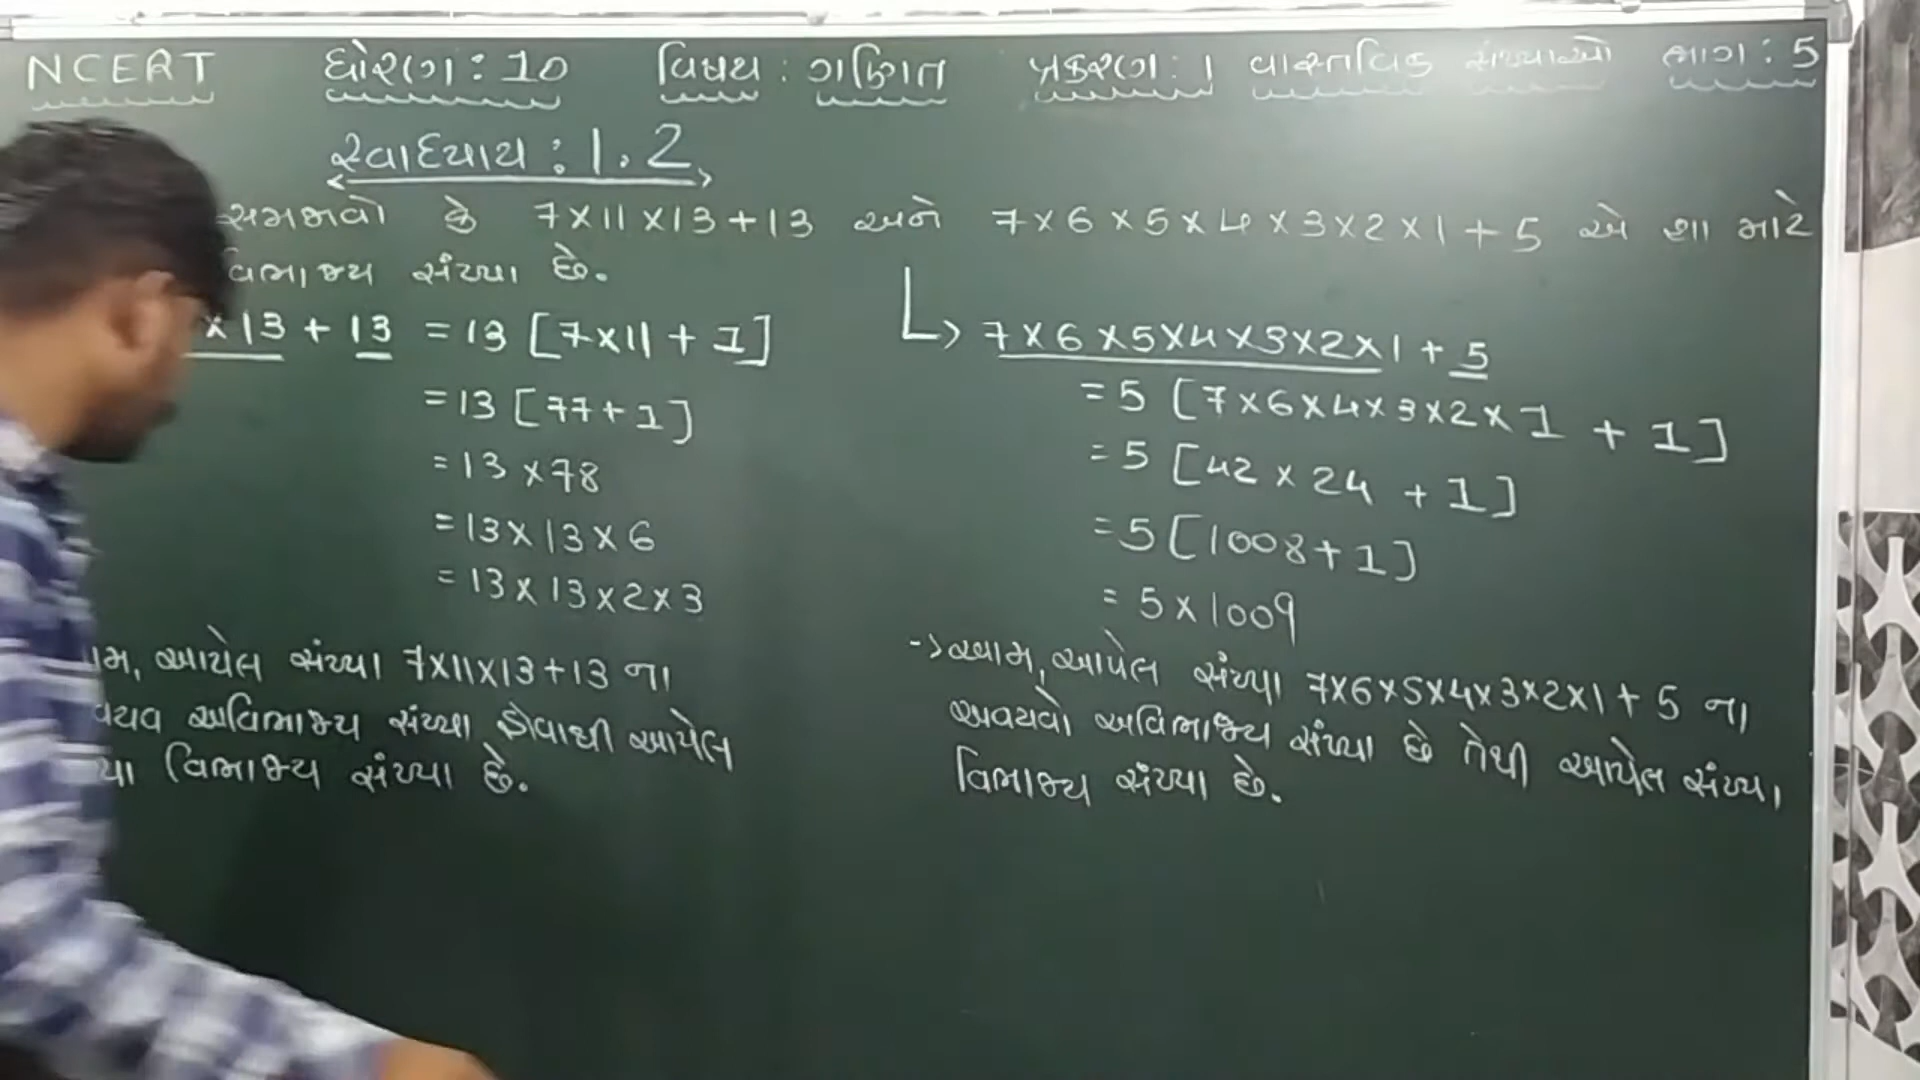 NCERT ધોરણ : 10 વિષય : ગણિત પ્રકરણ : 1 વાસ્તવિક સંખ્યાઓ ભાગ : 5
સ્વાધ્યાય : 1.2
સમજાવો કે 7×11×13+13 અને 7×6×5×4×3×2×1+5 એ શા માટે
વિભાજ્ય સંખ્યા છે.
×13 + 13 = 13 [7×11 + 1]
= 13 [77+1]
= 13 ×78
= 13× 13 × 6
= 13× 13×2×3
આપેલ સંખ્યા 7×11×13+13 ના
અવિભાજ્ય સંખ્યા હોવાથી આપેલ
વિભાજ્ય સંખ્યા છે.
7×6×5×4×3×2×1 + 5
= 5 [7×6×4×3×2×1 + 1]
= 5 [42 × 24 + 1]
= 5 [1008+1]
= 5 ×1009
-> આમ, આપેલ સંખ્યા 7×6×5×4×3×2×1+ 5 ના
અવયવો અવિભાજ્ય સંખ્યા છે તેથી આપેલ સંખ્યા
વિભાજ્ય સંખ્યા છે.